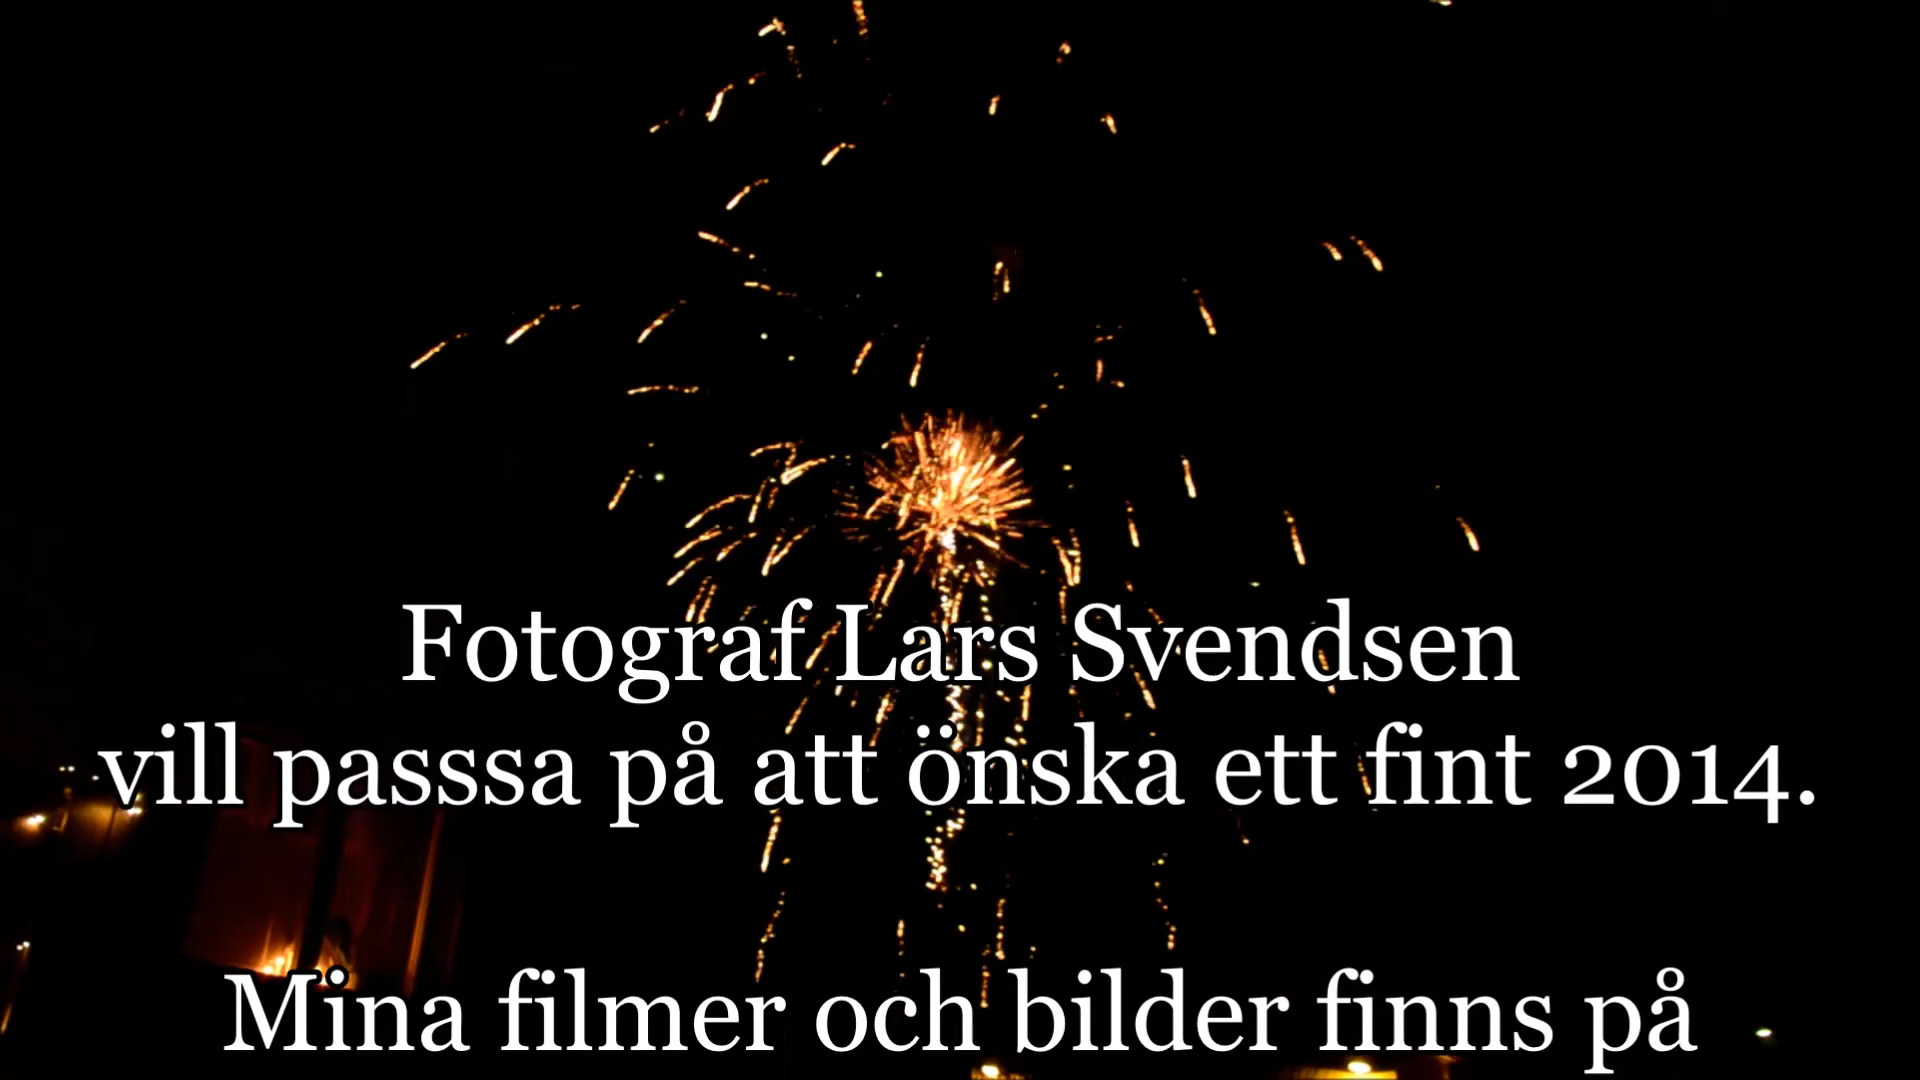 Fotograf Lars Svendsen
vill passsa på att önska ett fint 2014.
Mina filmer och bilder finns på